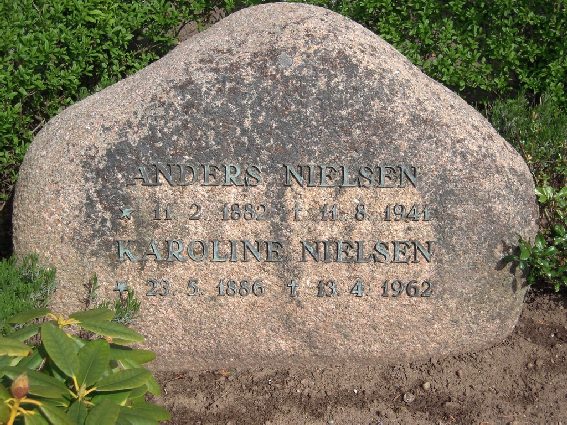 ANDERS NIELSEN
* 11 2 1882 † 11 8 1941
KAROLINE NIELSEN
* 23. 5. 1886 † 13. 4. 1962